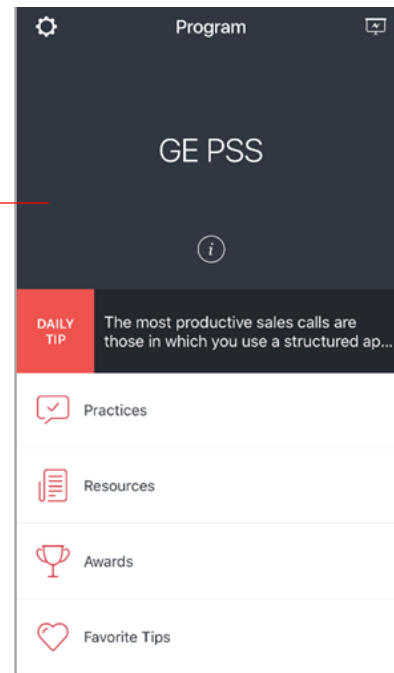 Program
GE PSS
i
DAILY
TIP
The most productive sales calls are
those in which you use a structured ap...
Practices
Resources
Awards
Favorite Tips